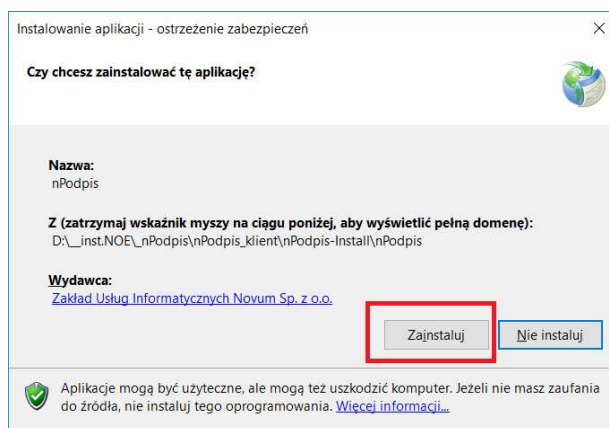 Instalowanie aplikacji - ostrzeżenie zabezpieczeń
Czy chcesz zainstalować tę aplikację?
Nazwa:
nPodpis
Z (zatrzymaj wskaźnik myszy na ciągu poniżej, aby wyświetlić pełną domenę):
D:\__inst.NOE\_nPodpis\nPodpis_klient\nPodpis-Install\nPodpis
Wydawca:
Zakład Usług Informatycznych Novum Sp. z o.o.
Zainstaluj
Nie instaluj
Aplikacje mogą być użyteczne, ale mogą też uszkodzić komputer. Jeżeli nie masz zaufania
do źródła, nie instaluj tego oprogramowania. Więcej informacji...